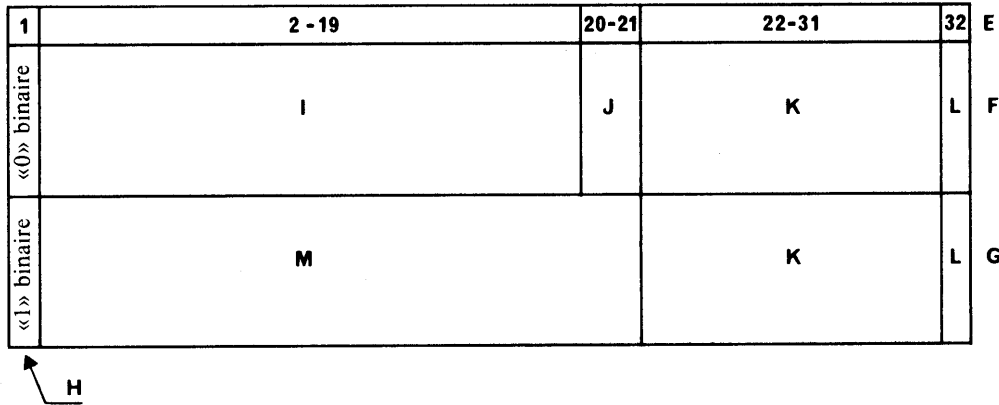 1 2-19 20-21 22-31 32 E
«0» binaire I J K L F
«1» binaire M K L G
H